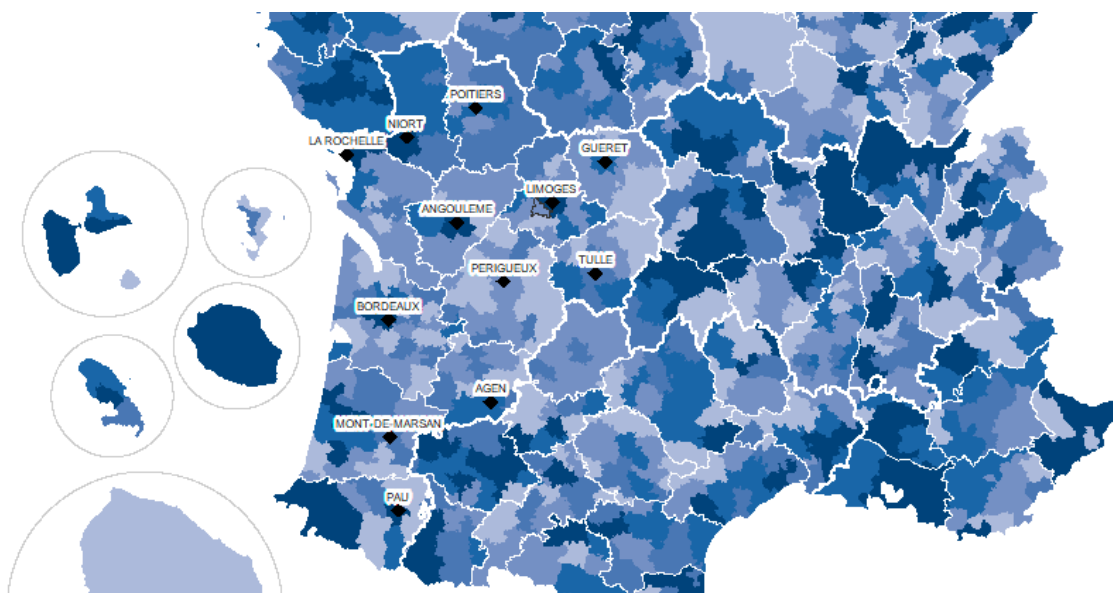 POITIERS
NIORT
LA ROCHELLE
GUERET
LIMOGES
ANGOULEME
PERIGUEUX
TULLE
BORDEAUX
AGEN
MONT-DE-MARSAN
PAU